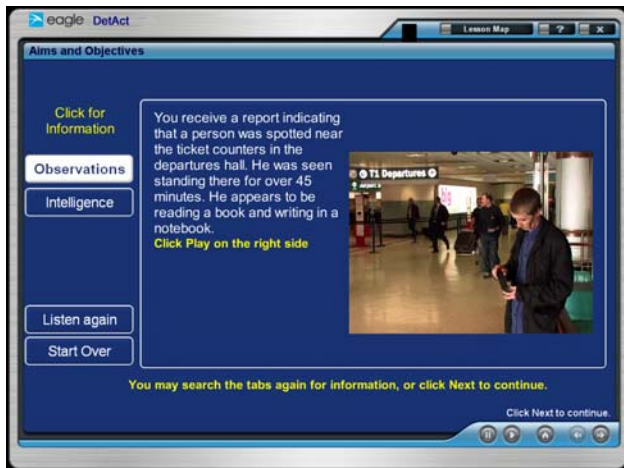 eagle DetAct
Lesson Map ? X
Aims and Objectives
Click for
Information
Observations
Intelligence
Listen again
Start Over
You receive a report indicating
that a person was spotted near
the ticket counters in the
departures hall. He was seen
standing there for over 45
minutes. He appears to be
reading a book and writing in a
notebook.
Click Play on the right side
T1 Departures
big
You may search the tabs again for information, or click Next to continue.
Click Next to continue.